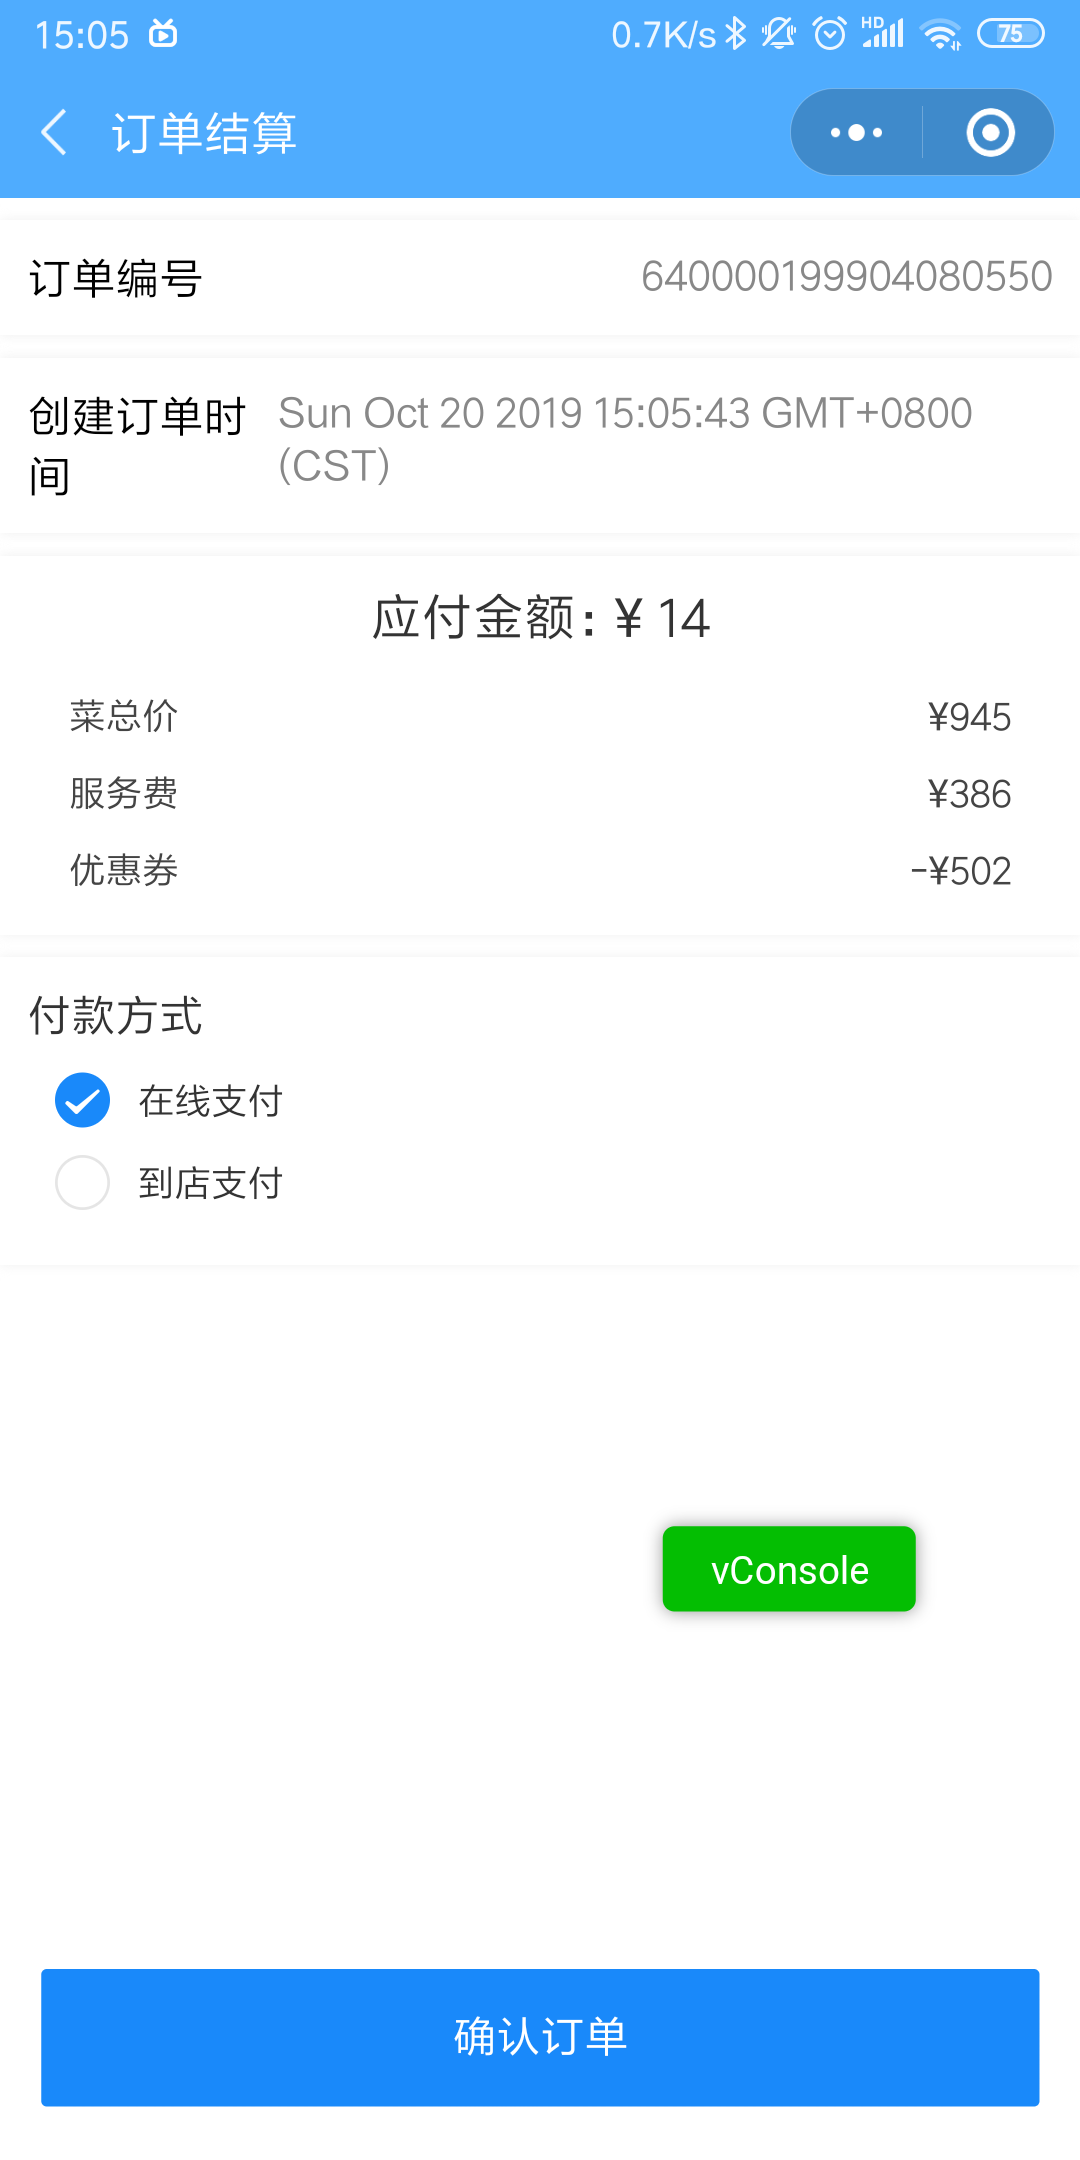 15:05 0.7K/s HD 75
订单结算
订单编号 640000199904080550
创建订单时间 Sun Oct 20 2019 15:05:43 GMT+0800 (CST)
应付金额: ¥ 14
菜总价 ¥945
服务费 ¥386
优惠券 -¥502
付款方式
在线支付
到店支付
vConsole
确认订单